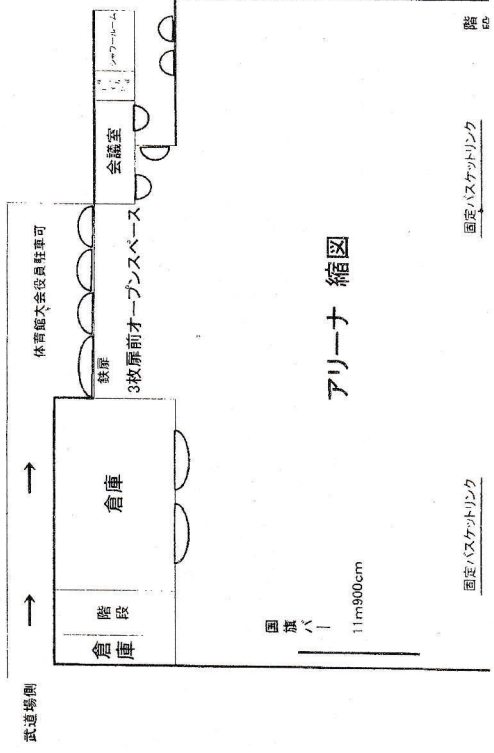 武道場側
→
→
体育館大会役員駐車可
倉庫
階段
倉庫
鉄扉
3枚扉前オープンスペース
会議室
シャワールーム
アリーナ 縮図
国旗バー
11m900cm
固定バスケットリンク
固定バスケットリンク
階段